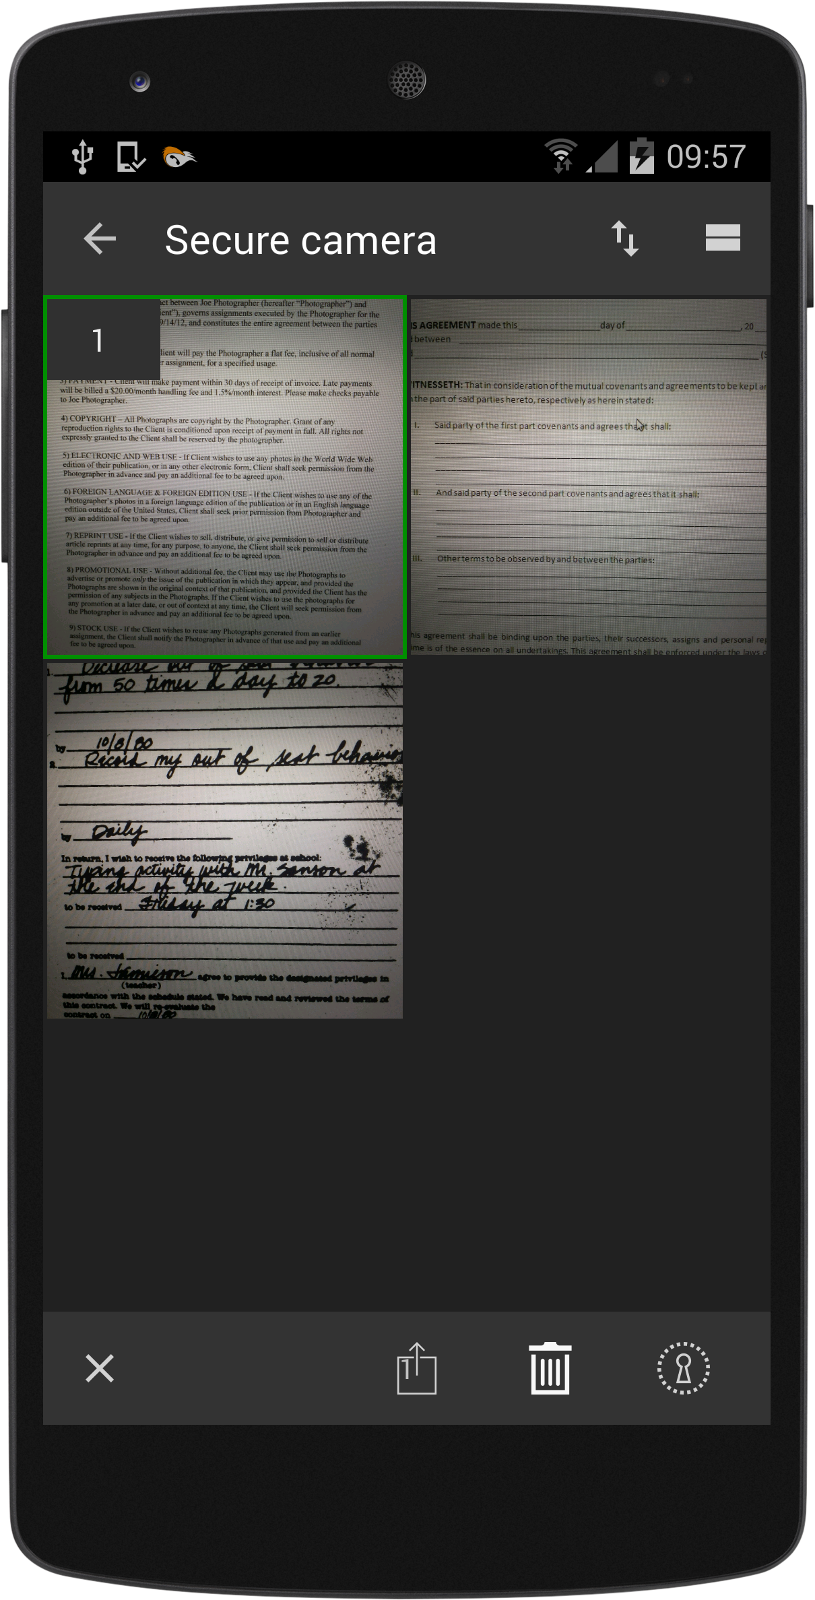 09:57
Secure camera
1
act between Joe Photographer (hereafter "Photographer") and
ent"), governs assignments executed by the Photographer for the
9/14/12, and constitutes the entire agreement between the parties
Client will pay the Photographer a flat fee, inclusive of all normal
r assignment, for a specified usage.
3) PAYMENT - Client will make payment within 30 days of receipt of invoice. Late payments
will be billed a $20.00/month handling fee and 1.5%/month interest. Please make checks payable
to Joe Photographer.
4) COPYRIGHT – All Photographs are copyright by the Photographer. Grant of any
reproduction rights to the Client is conditioned upon receipt of payment in full. All rights not
expressly granted to the Client shall be reserved by the photographer.
5) ELECTRONIC AND WEB USE - If Client wishes to use any photos in the World Wide Web
edition of their publication, or in any other electronic form, Client shall seek permission from the
Photographer in advance and pay an additional fee to be agreed upon.
6) FOREIGN LANGUAGE & FOREIGN EDITION USE - If the Client wishes to use any of the
Photographer's photos in a foreign language edition of the publication or in an English language
edition outside of the United States, Client shall seek prior permission from Photographer and
pay an additional fee to be agreed upon.
7) REPRINT USE - If the Client wishes to sell, distribute, or give permission to sell or distribute
article reprints at any time, for any purpose, to anyone, the Client shall seek permission from the
Photographer in advance and pay an additional fee to be agreed upon.
8) PROMOTIONAL USE - Without additional fee, the Client may use the Photographs to
advertise or promote only the issue of the publication in which they appear, and provided the
Photographs are shown in the original context of that publication, and provided the Client has the
permission of any subjects in the Photographs. If the Client wishes to use the photographs for
any promotion at a later date, or out of context at any time, the Client will seek permission from
the Photographer in advance and pay an additional fee to be agreed upon.
9) STOCK USE - If the Client wishes to reuse any Photographs generated from an earlier
assignment, the Client shall notify the Photographer in advance of that use and pay an additional
fee to be agreed upon.
IS AGREEMENT made this day of , 20
between
(S
WITNESSETH: That in consideration of the mutual covenants and agreements to be kept an
the part of said parties hereto, respectively as herein stated:
I. Said party of the first part covenants and agrees that it shall:
II. And said party of the second part covenants and agrees that it shall:
III. Other terms to be observed by and between the parties:
his agreement shall be binding upon the parties, their successors, assigns and personal rep
me is of the essence on all undertakings. This agreement shall be enforced under the laws o
1. Decrease my out of seat behavior
from 50 times a day to 20.
by 10/8/80
2. Record my out of seat behavior
by Daily
In return, I wish to receive the following privileges at school:
Typing activity with Mr. Sanson at
the end of the week.
to be received Friday at 1:30
to be received
I, Mrs. Jamieson agree to provide the designated privileges in
(teacher)
accordance with the schedule stated. We have read and reviewed the terms of
this contract. We will re-evaluate the
contract on 10/8/80
1